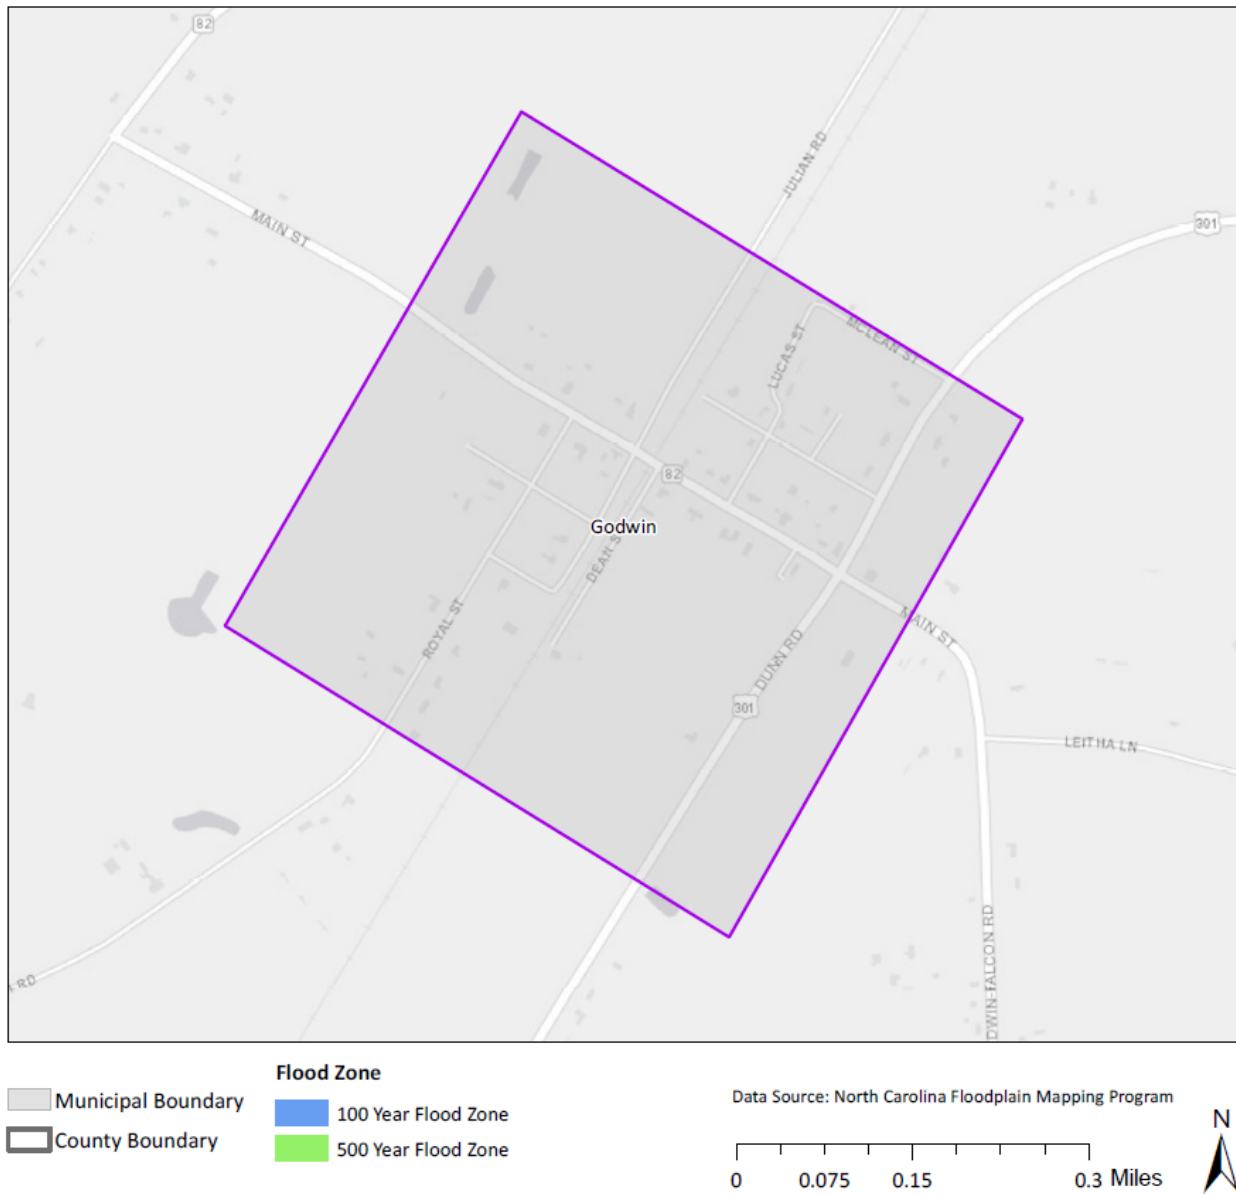 82
JULIAN RD
MAIN ST
301
MCLEAN ST
LUCAS ST
82
Godwin
DEAN S
ROYAL ST
MAIN ST
DUNN RD
301
LEITHA LN
DWIN-FALCON RD
RD
Flood Zone
Municipal Boundary
100 Year Flood Zone
County Boundary
500 Year Flood Zone
Data Source: North Carolina Floodplain Mapping Program
N
0 0.075 0.15 0.3 Miles